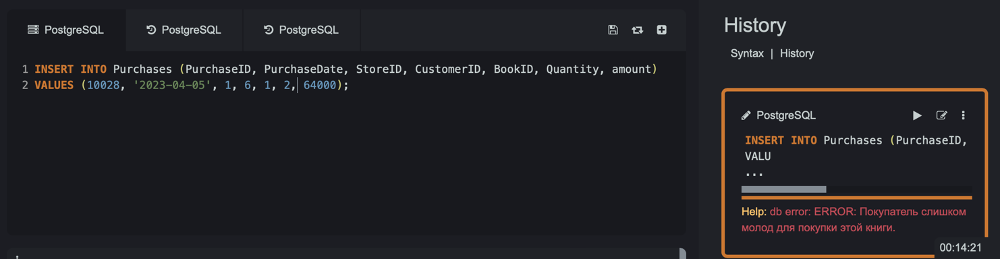 PostgreSQL
PostgreSQL
PostgreSQL
1 INSERT INTO Purchases (PurchaseID, PurchaseDate, StoreID, CustomerID, BookID, Quantity, amount)
2 VALUES (10028, '2023-04-05', 1, 6, 1, 2, 64000);
History
Syntax | History
PostgreSQL
INSERT INTO Purchases (PurchaseID,
VALU
...
Help: db error: ERROR: Покупатель слишком
молод для покупки этой книги.
00:14:21